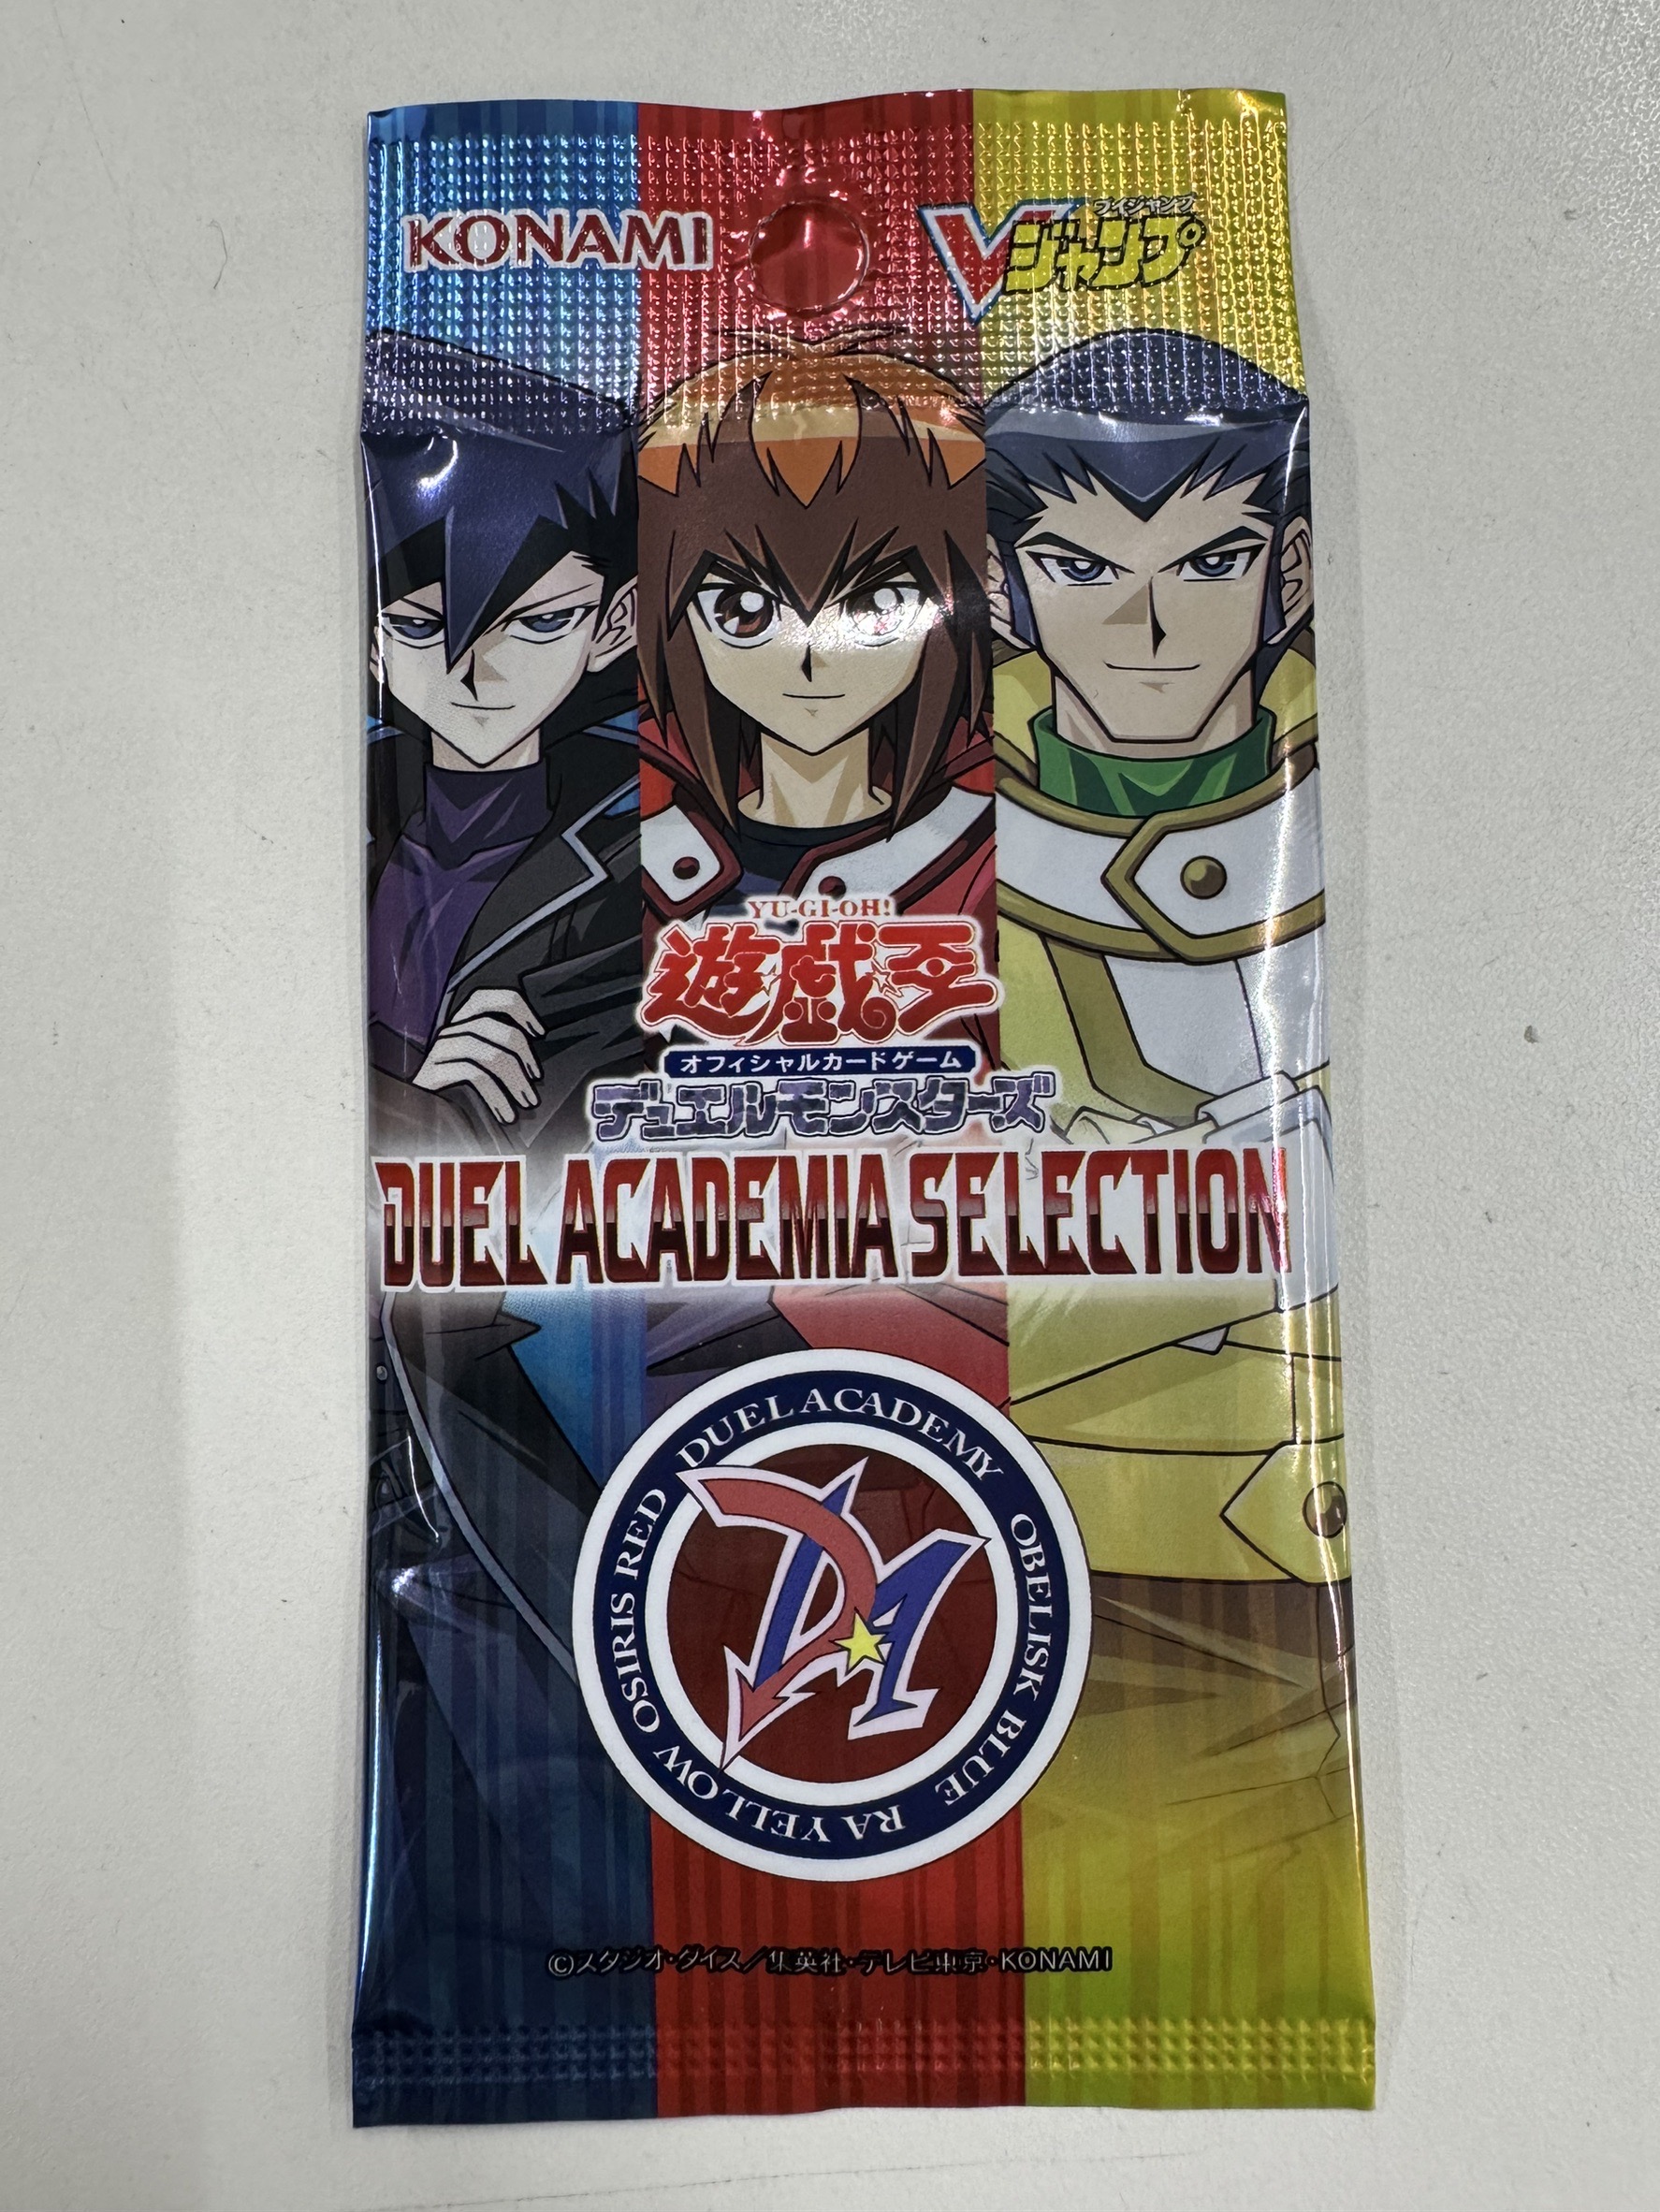 KONAMI
Vジャンプ
ブイジャンプ
YU-GI-OH!
遊戯王
オフィシャルカードゲーム
デュエルモンスターズ
DUEL ACADEMIA SELECTION
DUEL ACADEMY
OBELISK BLUE
RA YELLOW
OSIRIS RED
DA
©スタジオ・ダイス/集英社・テレビ東京・KONAMI